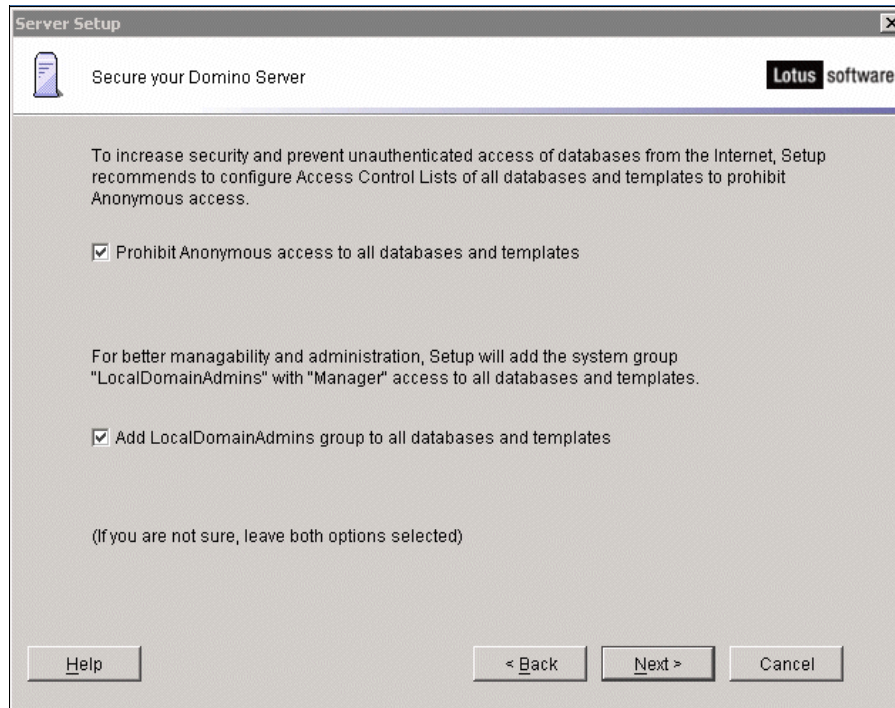 Server Setup
Secure your Domino Server
Lotus software
To increase security and prevent unauthenticated access of databases from the Internet, Setup
recommends to configure Access Control Lists of all databases and templates to prohibit
Anonymous access.
Prohibit Anonymous access to all databases and templates
For better managability and administration, Setup will add the system group
"LocalDomainAdmins" with "Manager" access to all databases and templates.
Add LocalDomainAdmins group to all databases and templates
(If you are not sure, leave both options selected)
Help
< Back
Next >
Cancel